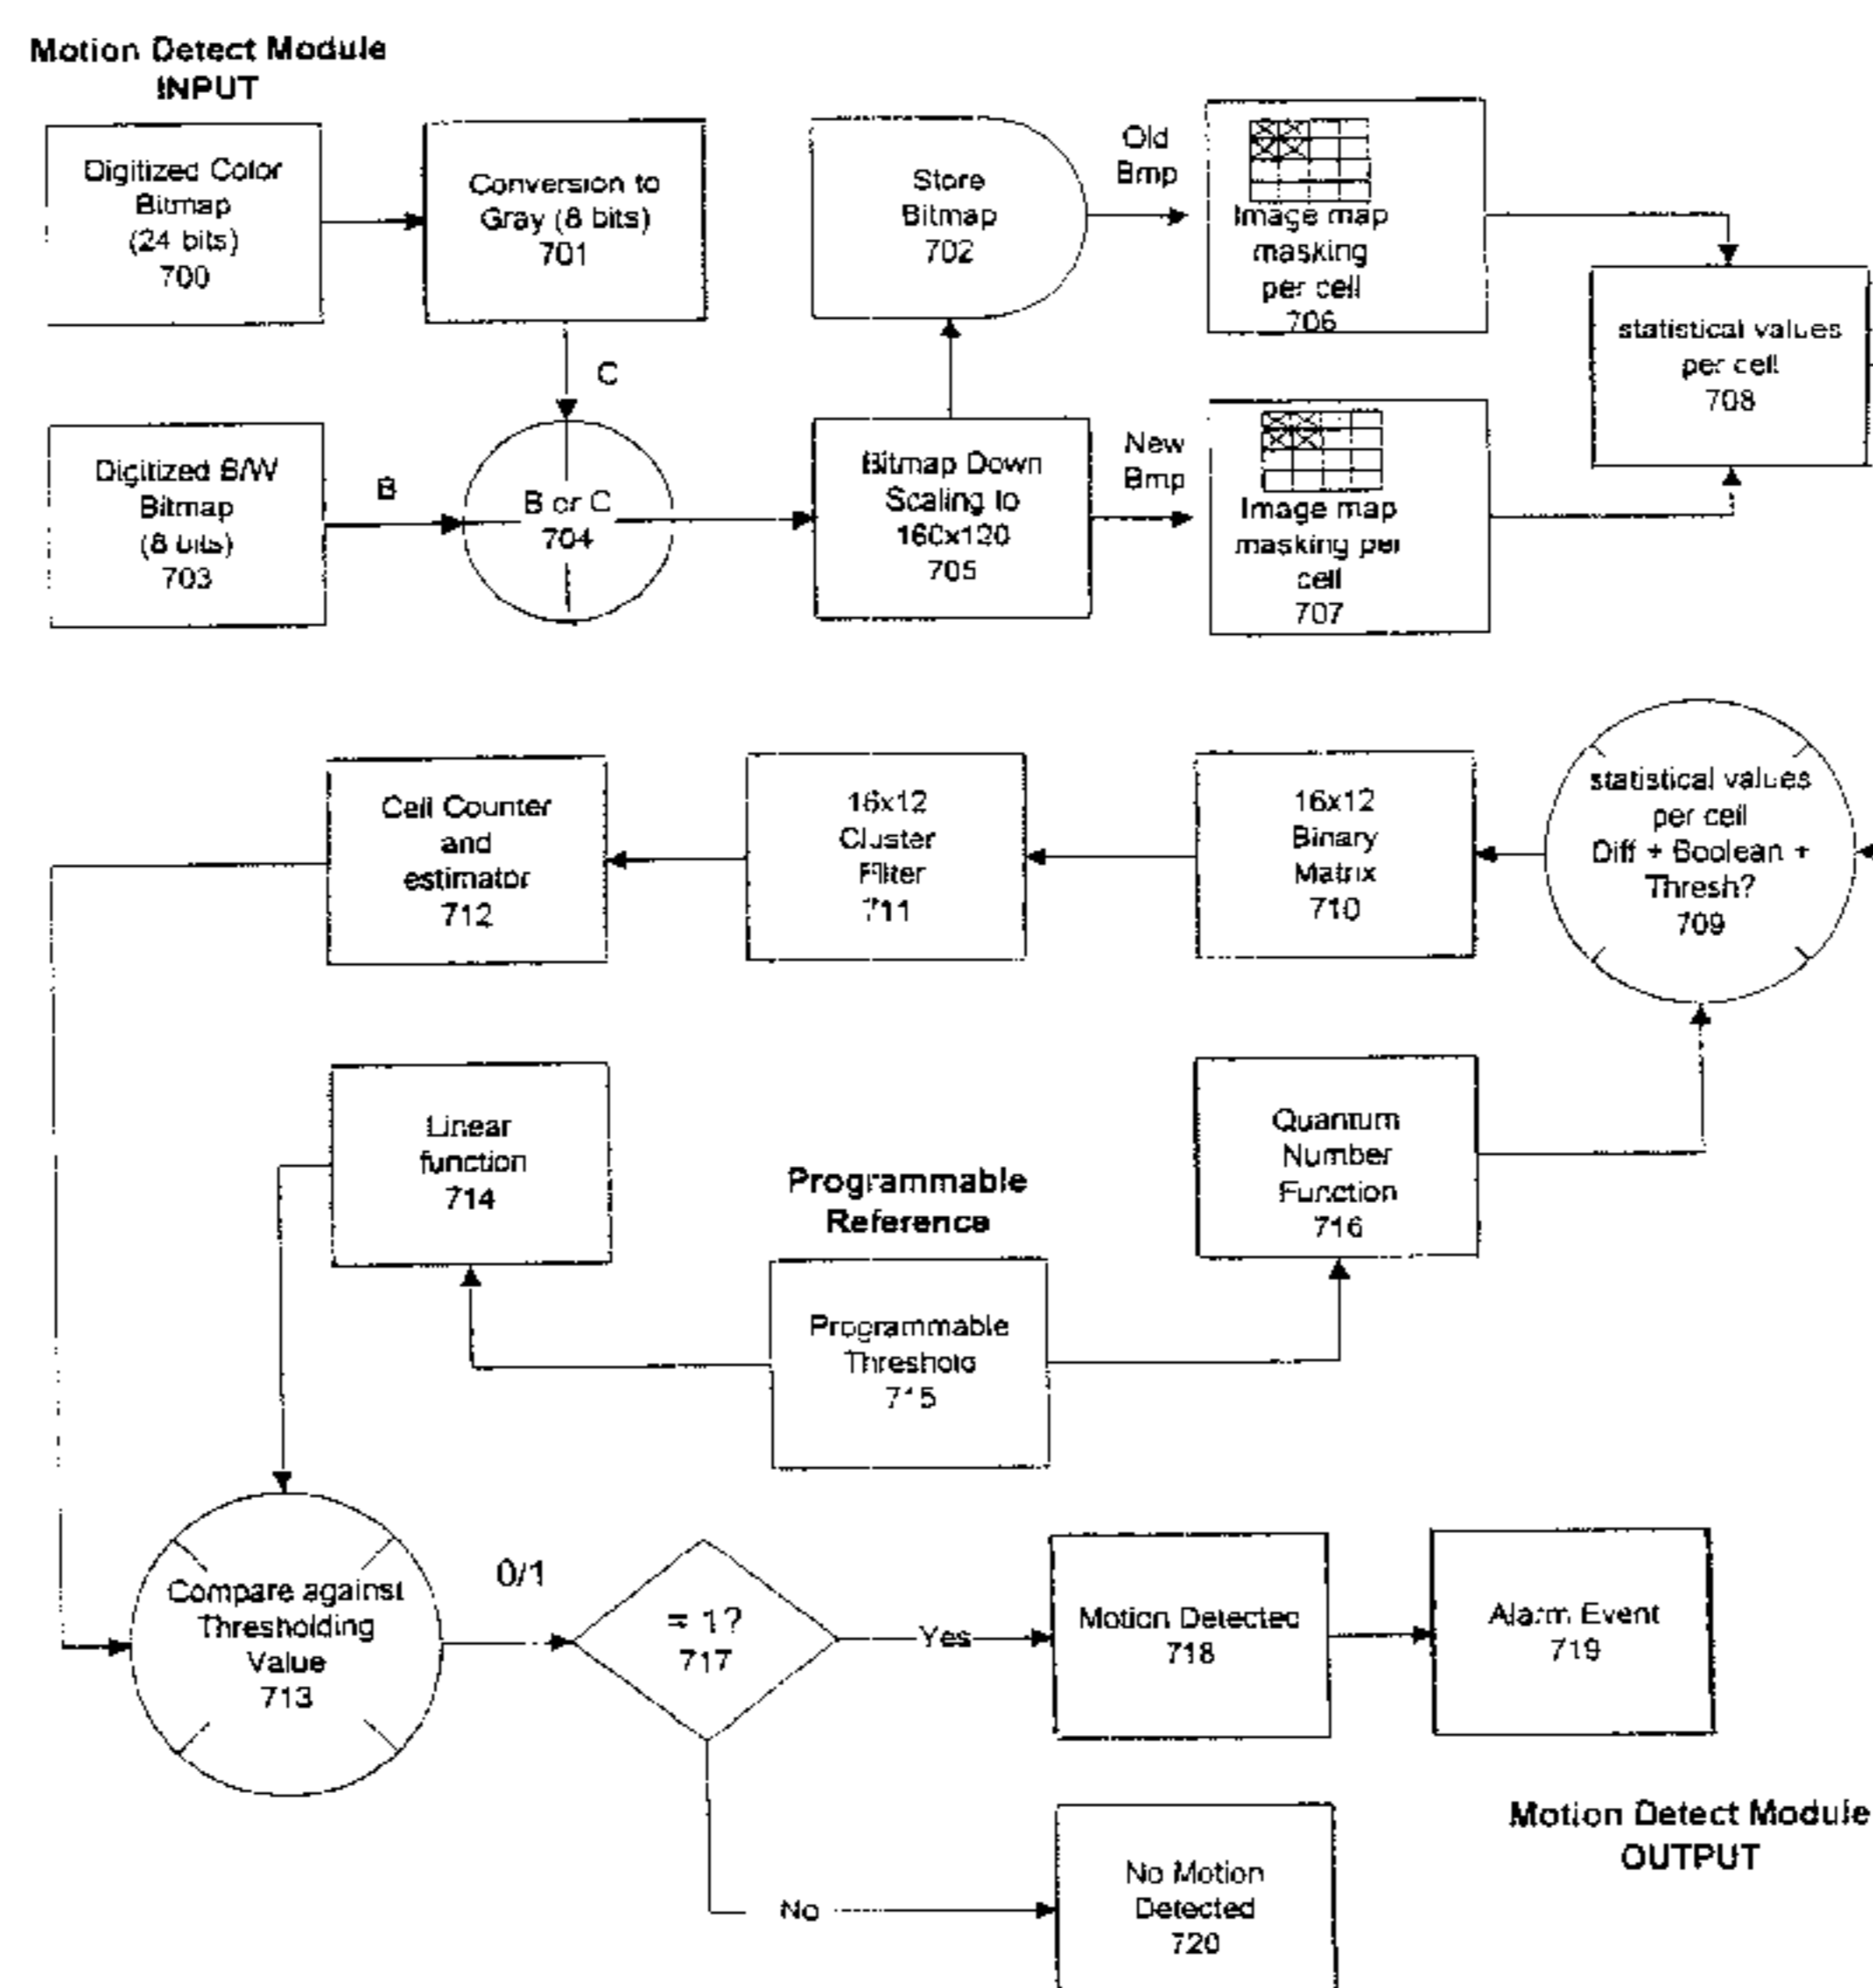 Motion Detect Module
INPUT
Digitized Color
Bitmap
(24 bits)
700
Conversion to
Gray (8 bits)
701
Store
Bitmap
702
Old
Bmp
Image map
masking
per cell
706
statistical values
per cell
708
C
Digitized B/W
Bitmap
(8 bits)
703
B
B or C
704
Bitmap Down
Scaling to
160x120
705
New
Bmp
Image map
masking per
cell
707
Cell Counter
and
estimator
712
16x12
Cluster
Filter
711
16x12
Binary
Matrix
710
statistical values
per cell
Diff + Boolean +
Thresh?
709
Linear
function
714
Programmable
Reference
Programmable
Threshold
715
Quantum
Number
Function
716
Compare against
Thresholding
Value
713
0/1
= 1?
717
Yes
Motion Detected
718
Alarm Event
719
No
No Motion
Detected
720
Motion Detect Module
OUTPUT